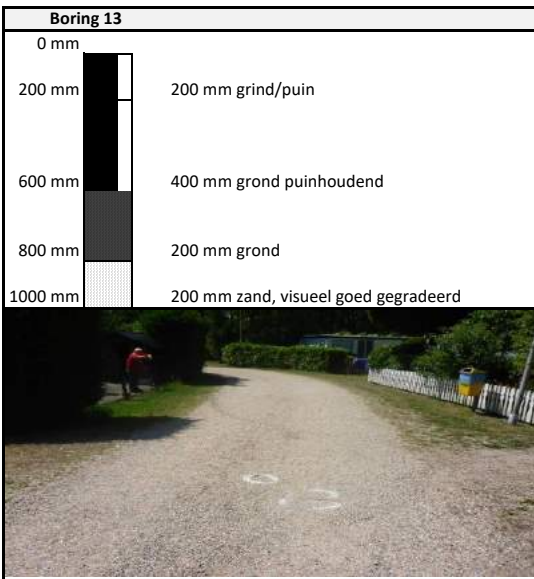 Boring 13
0 mm
200 mm 200 mm grind/puin
600 mm 400 mm grond puinhoudend
800 mm 200 mm grond
1000 mm 200 mm zand, visueel goed gegradeerd